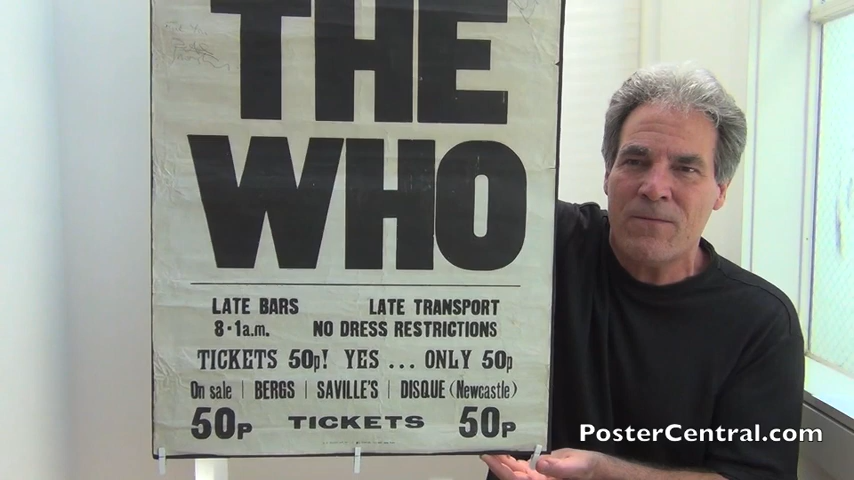 THE
WHO
LATE BARS LATE TRANSPORT
8·1a.m. NO DRESS RESTRICTIONS
TICKETS 50p! YES ... ONLY 50p
On sale | BERGS | SAVILLE'S | DISQUE (Newcastle)
50p TICKETS 50p
PosterCentral.com